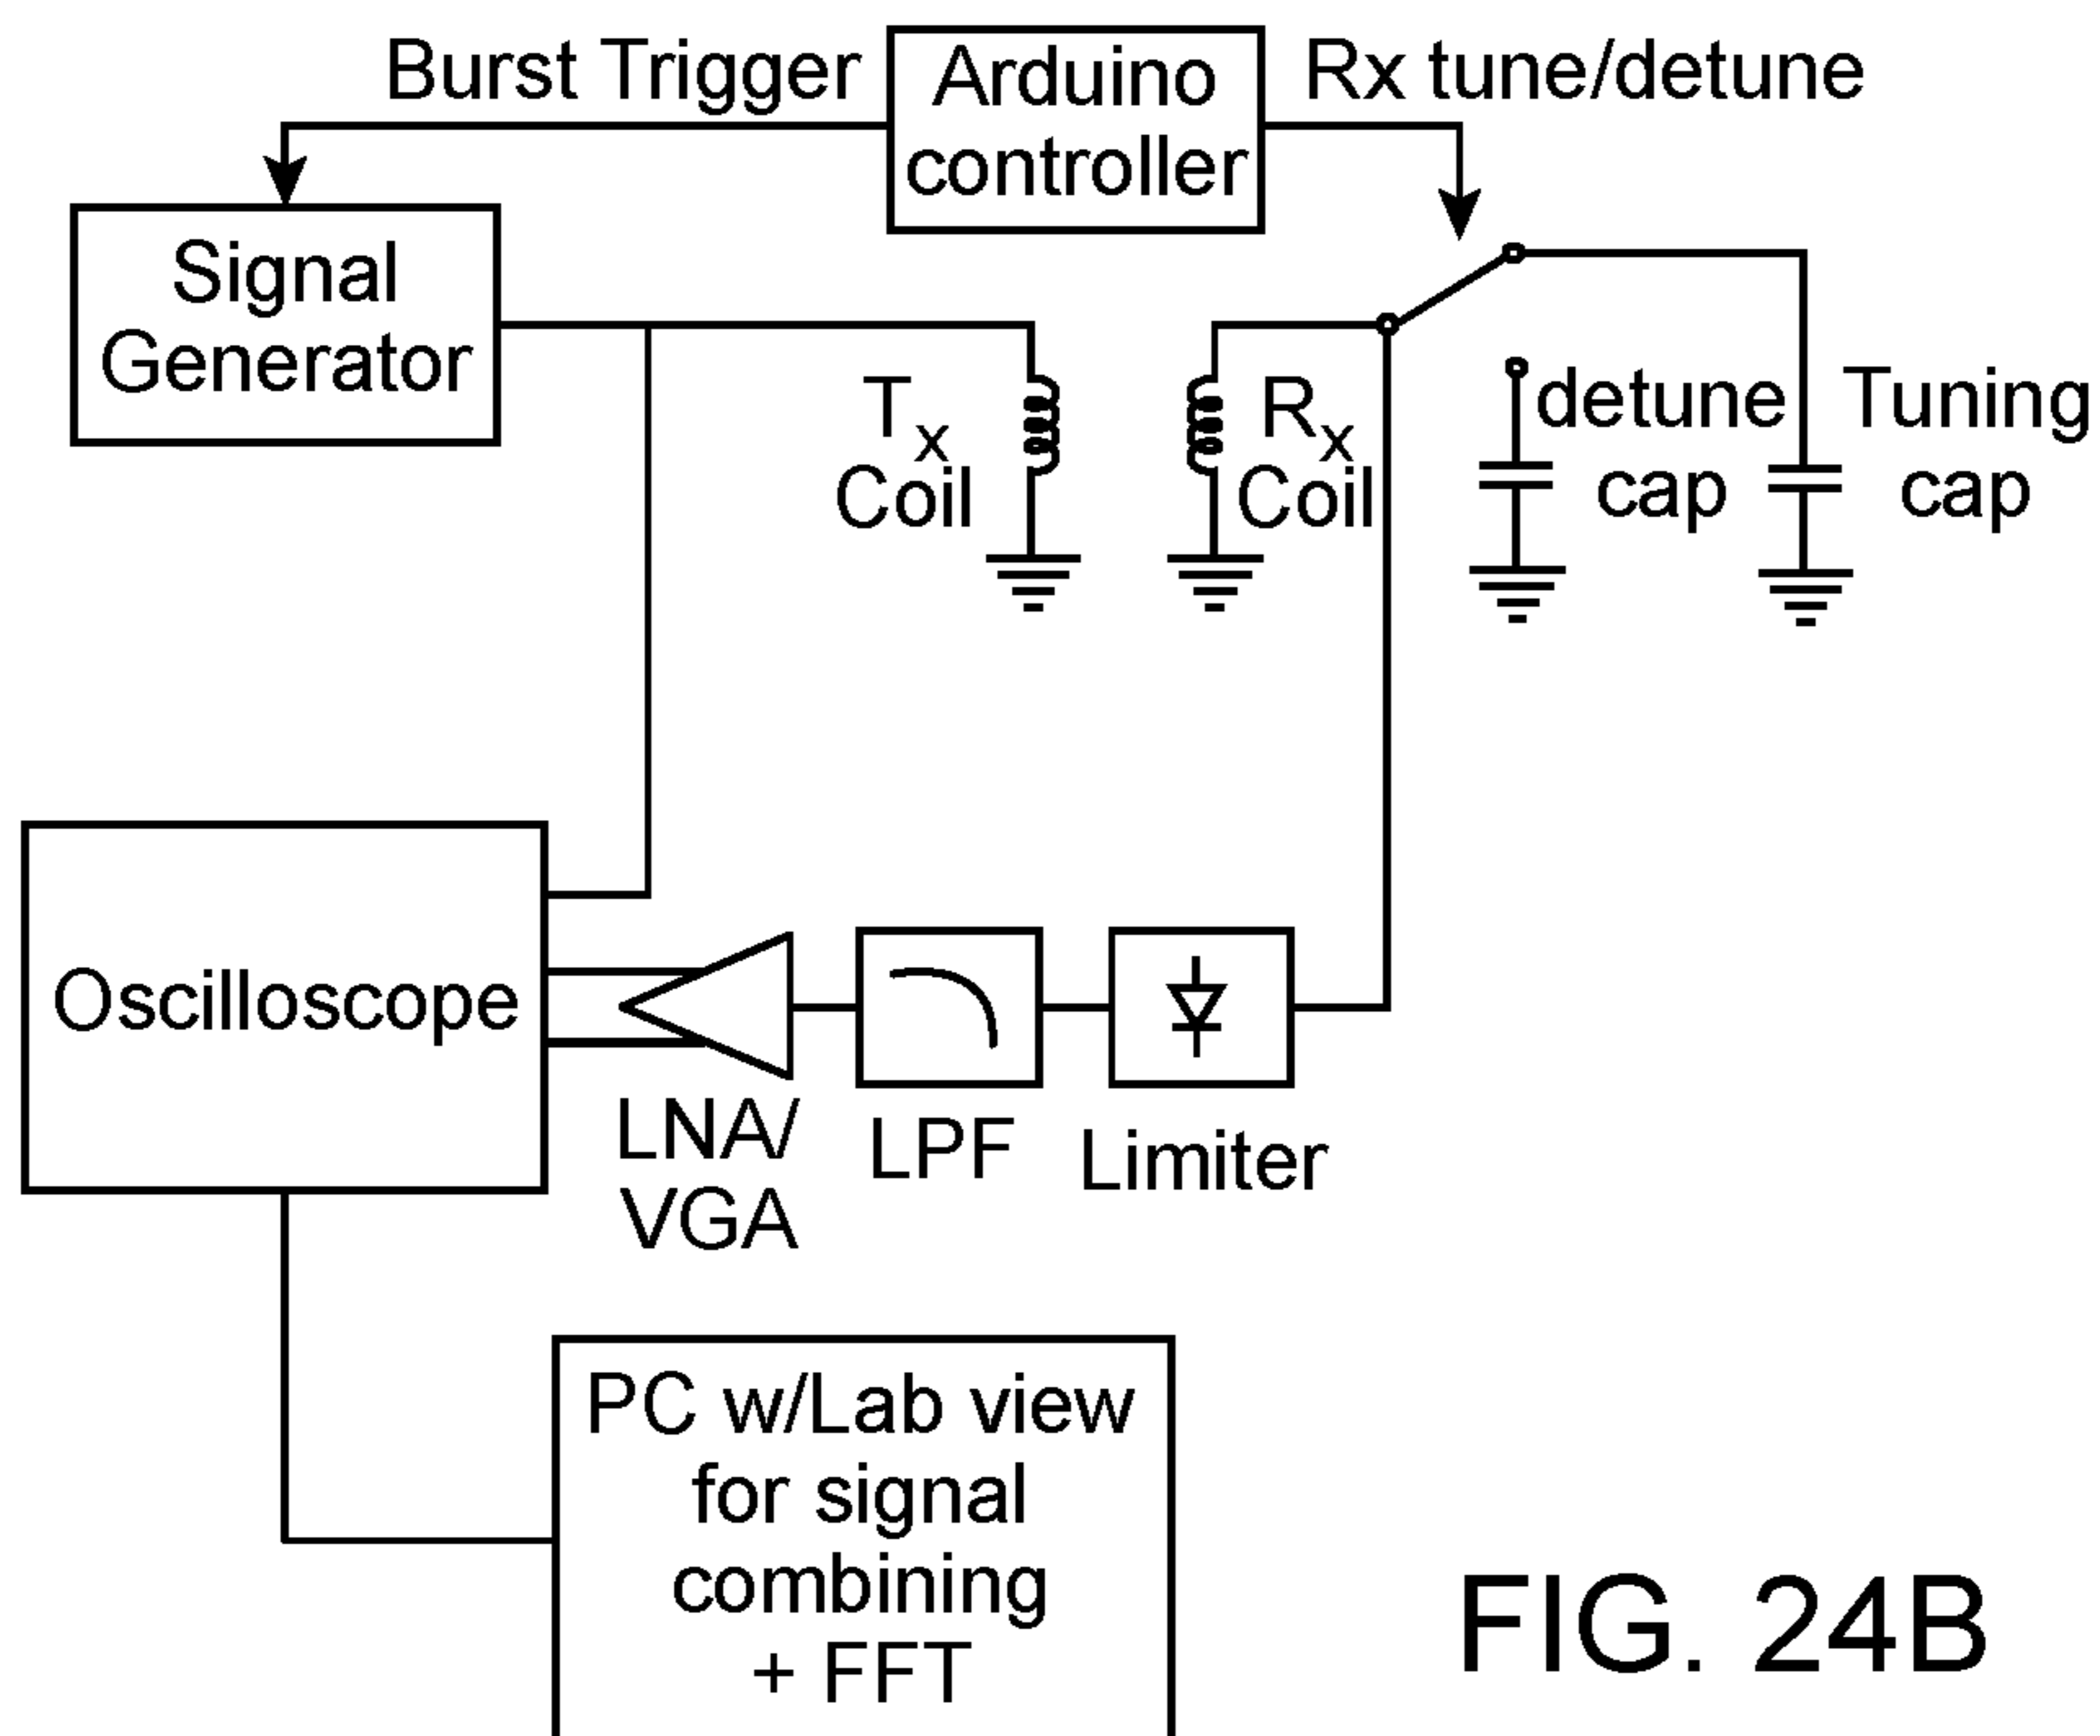 Burst Trigger
Arduino
controller
Rx tune/detune
Signal
Generator
Tx
Coil
Rx
Coil
detune
cap
Tuning
cap
Oscilloscope
LNA/
VGA
LPF
Limiter
PC w/Lab view
for signal
combining
+ FFT
FIG. 24B